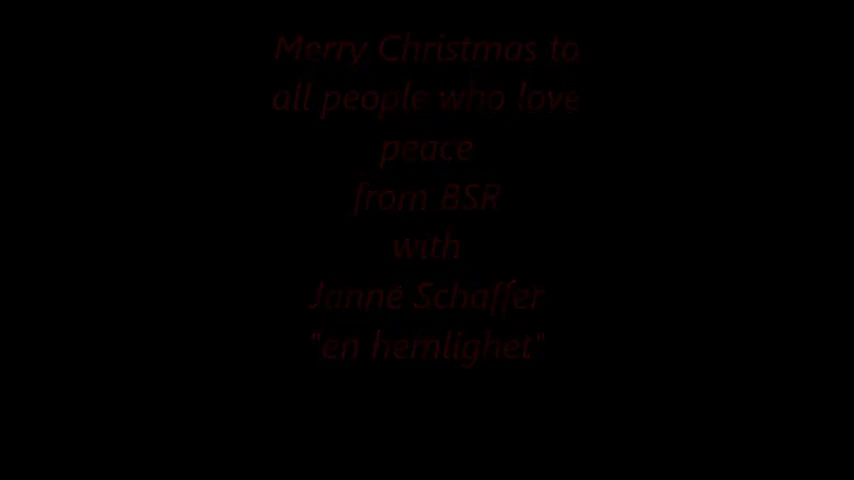 Merry Christmas to
all people who love
peace
from BSR
with
Janne Schaffer
"en hemlighet"